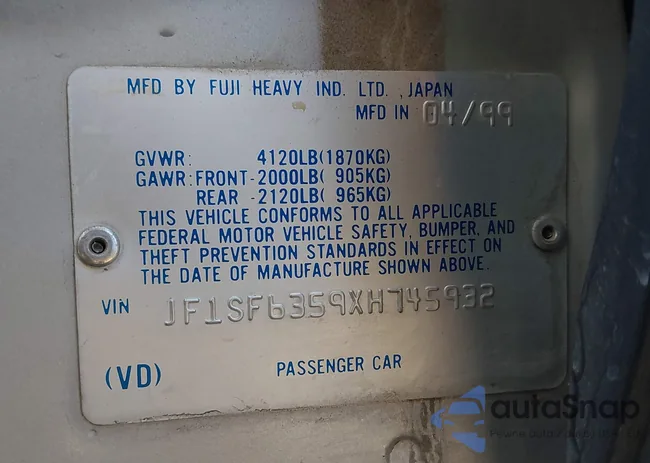 MFD BY FUJI HEAVY IND. LTD. JAPAN
MFD IN 04/99
GVWR: 4120LB(1870KG)
GAWR:FRONT-2000LB( 905KG)
REAR -2120LB( 965KG)
THIS VEHICLE CONFORMS TO ALL APPLICABLE
FEDERAL MOTOR VEHICLE SAFETY, BUMPER, AND
THEFT PREVENTION STANDARDS IN EFFECT ON
THE DATE OF MANUFACTURE SHOWN ABOVE.
VIN JF1SF6359XH745932
(VD) PASSENGER CAR
autaSnap